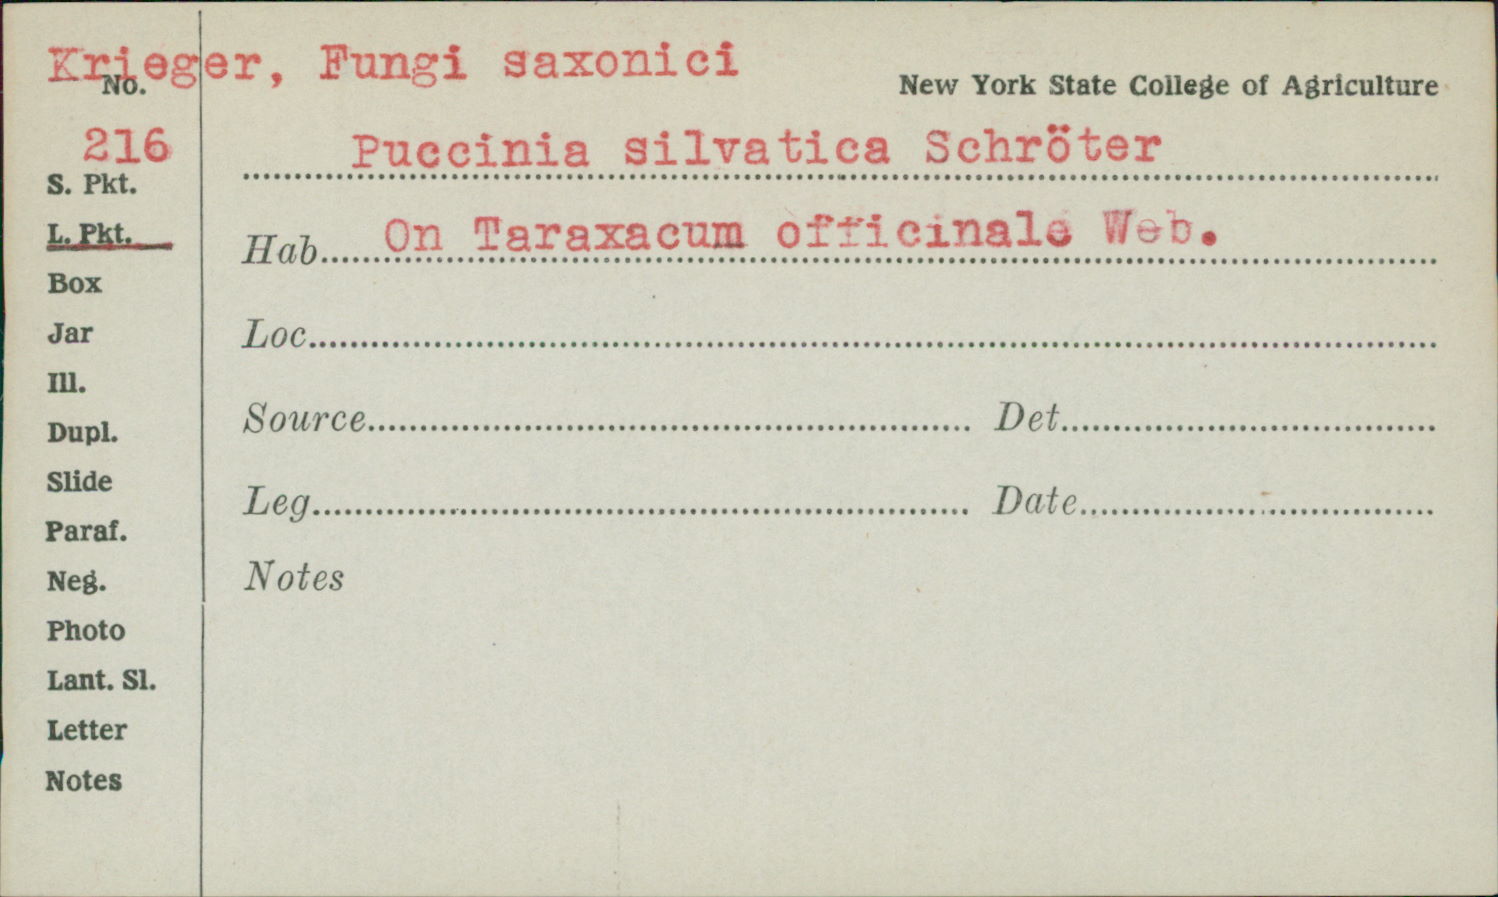 Krieger, Fungi saxonici
No.
New York State College of Agriculture
216
Puccinia silvatica Schröter
S. Pkt.
L. Pkt.
Hab. On Taraxacum officinale Web.
Box
Jar
Loc.
Ill.
Dupl.
Source Det.
Slide
Leg. Date
Paraf.
Neg.
Notes
Photo
Lant. Sl.
Letter
Notes